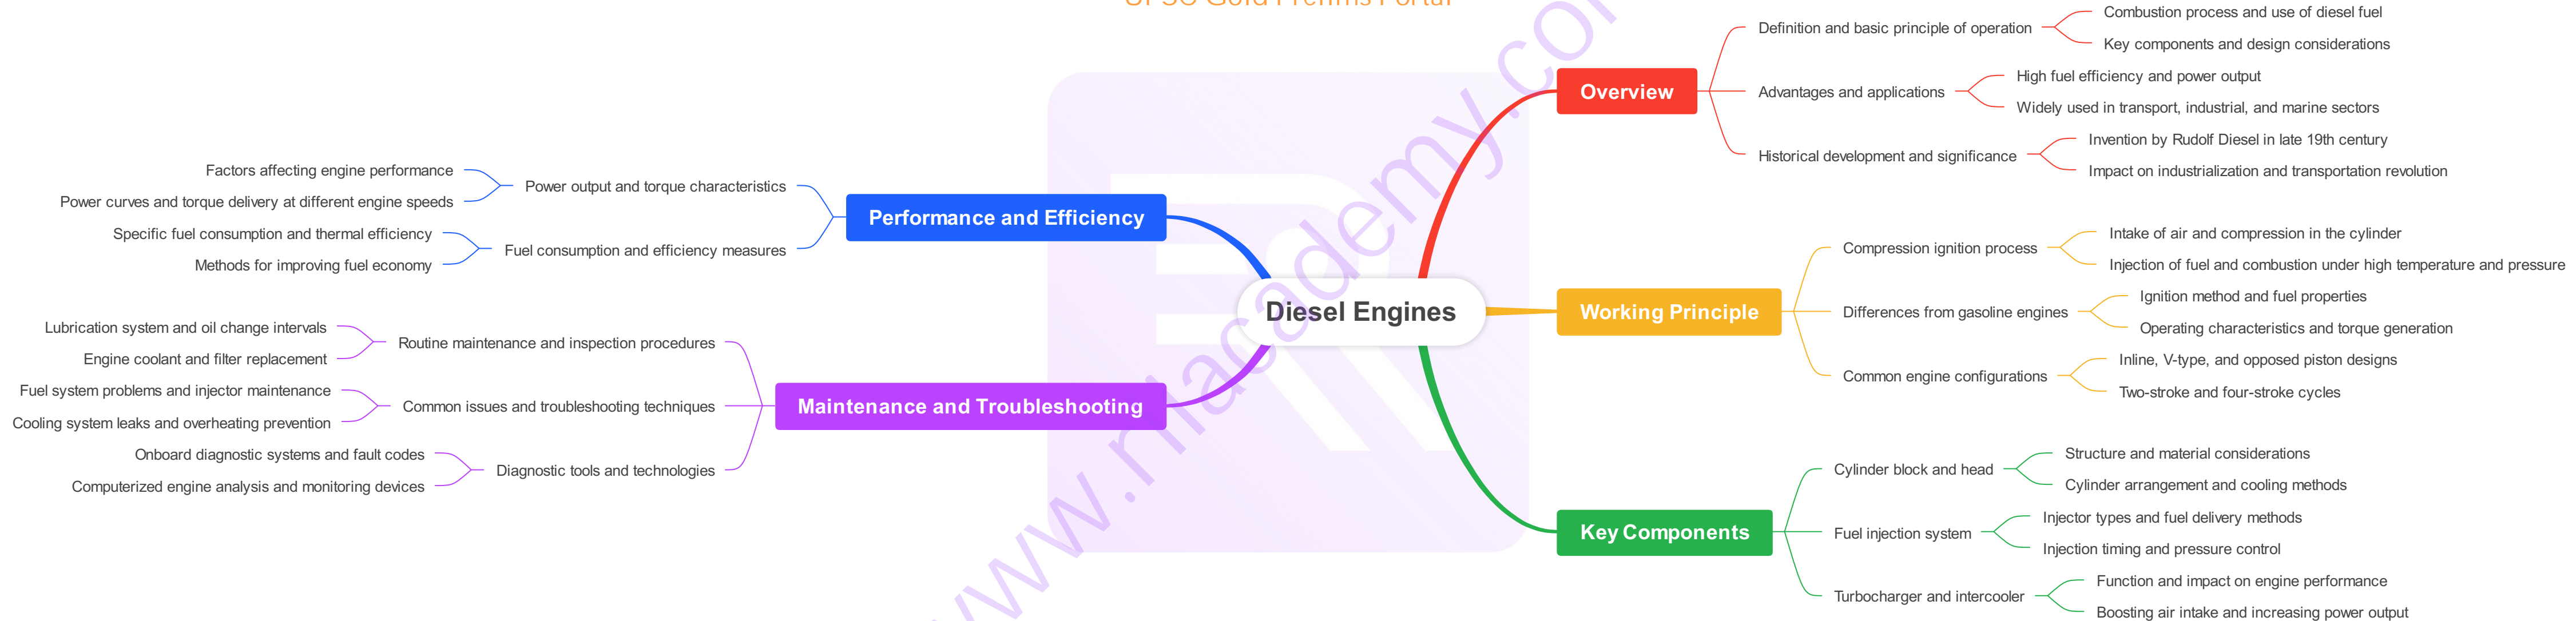 UPSC Gold Prelims Portal
Diesel Engines
Overview
Definition and basic principle of operation
Combustion process and use of diesel fuel
Key components and design considerations
Advantages and applications
High fuel efficiency and power output
Widely used in transport, industrial, and marine sectors
Historical development and significance
Invention by Rudolf Diesel in late 19th century
Impact on industrialization and transportation revolution
Working Principle
Compression ignition process
Intake of air and compression in the cylinder
Injection of fuel and combustion under high temperature and pressure
Differences from gasoline engines
Ignition method and fuel properties
Operating characteristics and torque generation
Common engine configurations
Inline, V-type, and opposed piston designs
Two-stroke and four-stroke cycles
Key Components
Cylinder block and head
Structure and material considerations
Cylinder arrangement and cooling methods
Fuel injection system
Injector types and fuel delivery methods
Injection timing and pressure control
Turbocharger and intercooler
Function and impact on engine performance
Boosting air intake and increasing power output
Performance and Efficiency
Power output and torque characteristics
Factors affecting engine performance
Power curves and torque delivery at different engine speeds
Fuel consumption and efficiency measures
Specific fuel consumption and thermal efficiency
Methods for improving fuel economy
Maintenance and Troubleshooting
Routine maintenance and inspection procedures
Lubrication system and oil change intervals
Engine coolant and filter replacement
Common issues and troubleshooting techniques
Fuel system problems and injector maintenance
Cooling system leaks and overheating prevention
Diagnostic tools and technologies
Onboard diagnostic systems and fault codes
Computerized engine analysis and monitoring devices